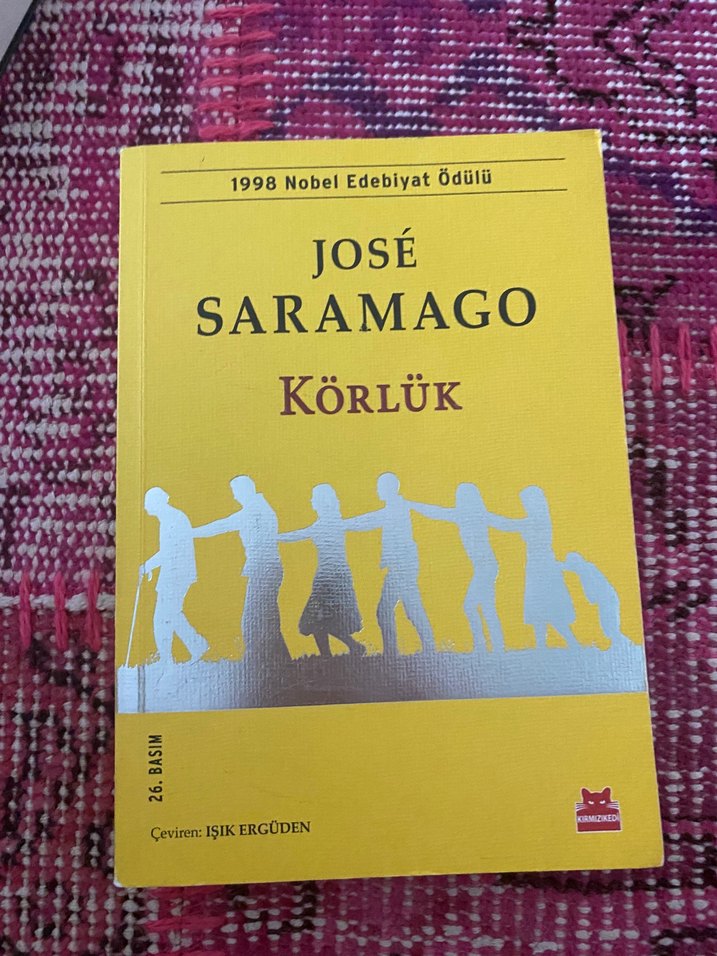 1998 Nobel Edebiyat Ödülü
JOSÉ
SARAMAGO
KÖRLÜK
26. BASIM
Çeviren: IŞIK ERGÜDEN
KIRMIZIKEDİ